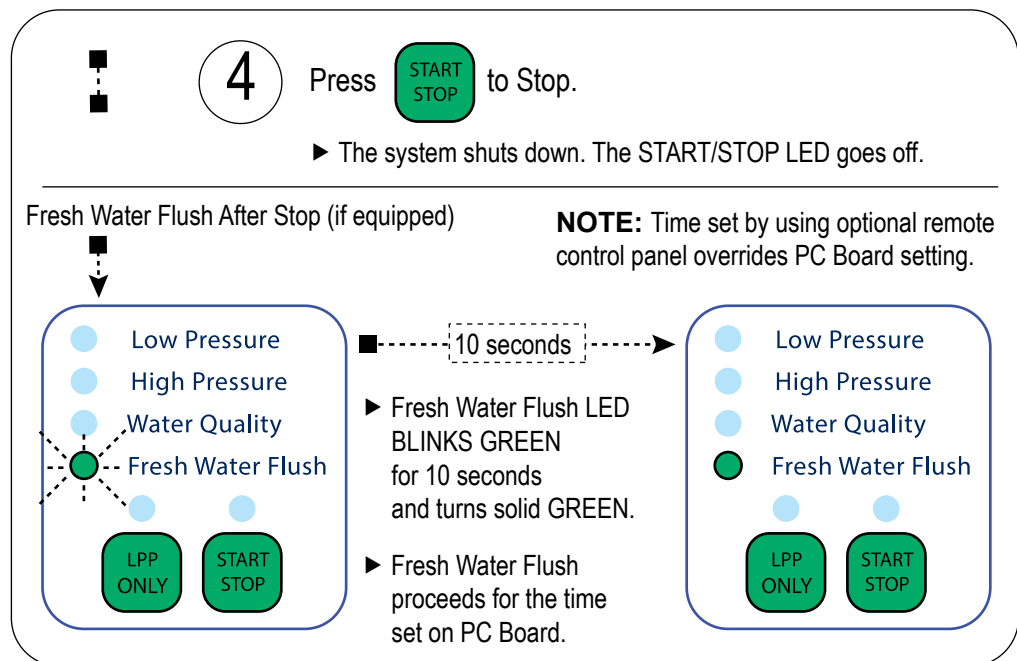 4 Press START STOP to Stop.
► The system shuts down. The START/STOP LED goes off.
Fresh Water Flush After Stop (if equipped)
NOTE: Time set by using optional remote
control panel overrides PC Board setting.
Low Pressure
High Pressure
Water Quality
Fresh Water Flush
LPP
ONLY
START
STOP
10 seconds
► Fresh Water Flush LED
BLINKS GREEN
for 10 seconds
and turns solid GREEN.
► Fresh Water Flush
proceeds for the time
set on PC Board.
Low Pressure
High Pressure
Water Quality
Fresh Water Flush
LPP
ONLY
START
STOP